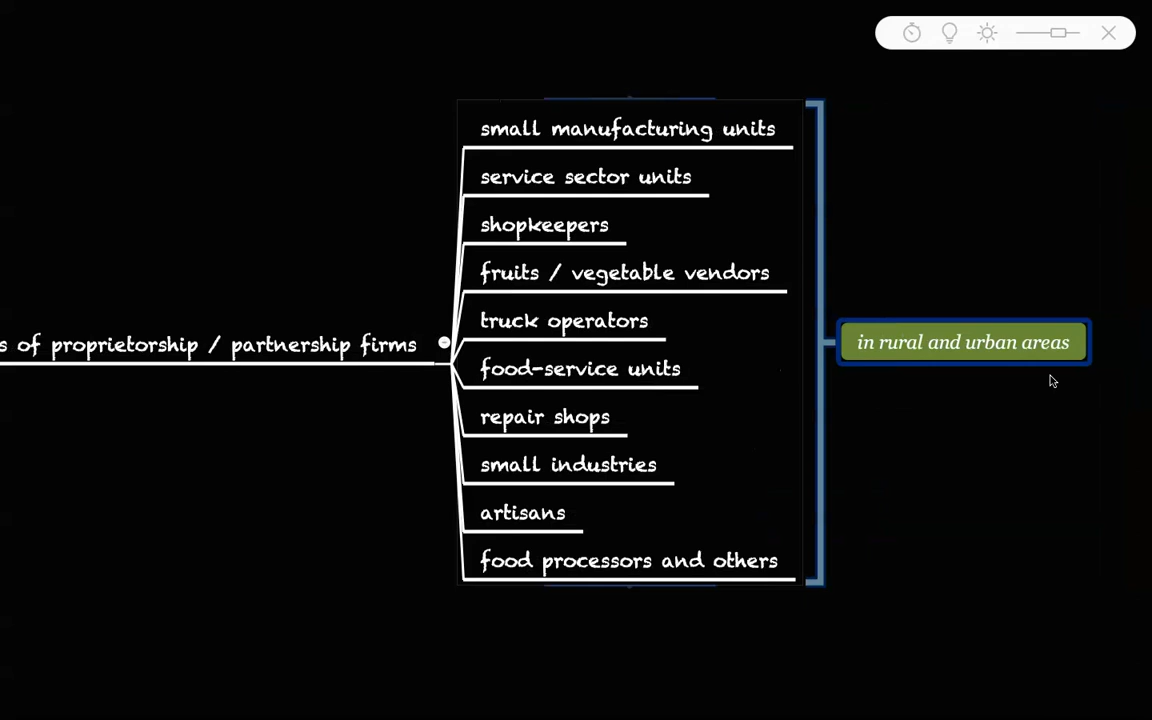 small manufacturing units
service sector units
shopkeepers
fruits / vegetable vendors
truck operators
of proprietorship / partnership firms
in rural and urban areas
food-service units
repair shops
small industries
artisans
food processors and others